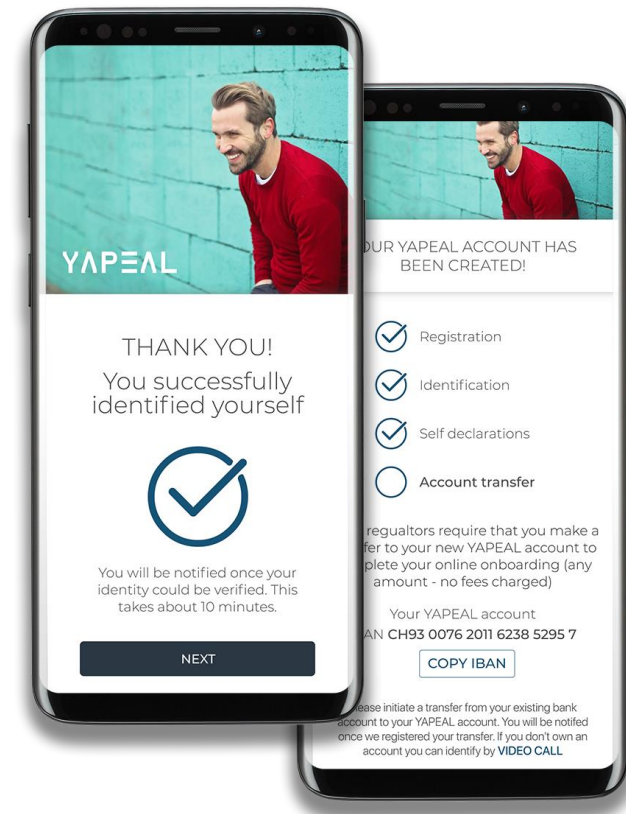 YAPEAL
THANK YOU!
You successfully
identified yourself
You will be notified once your
identity could be verified. This
takes about 10 minutes.
NEXT
YAPEAL ACCOUNT HAS
BEEN CREATED!
Registration
Identification
Self declarations
Account transfer
regualtors require that you make a
to your new YAPEAL account to
your online onboarding (any
amount - no fees charged)
Your YAPEAL account
CH93 0076 2011 6238 5295 7
COPY IBAN
initiate a transfer from your existing bank
account to your YAPEAL account. You will be notifed
once we registered your transfer. If you don't own an
account you can identify by VIDEO CALL